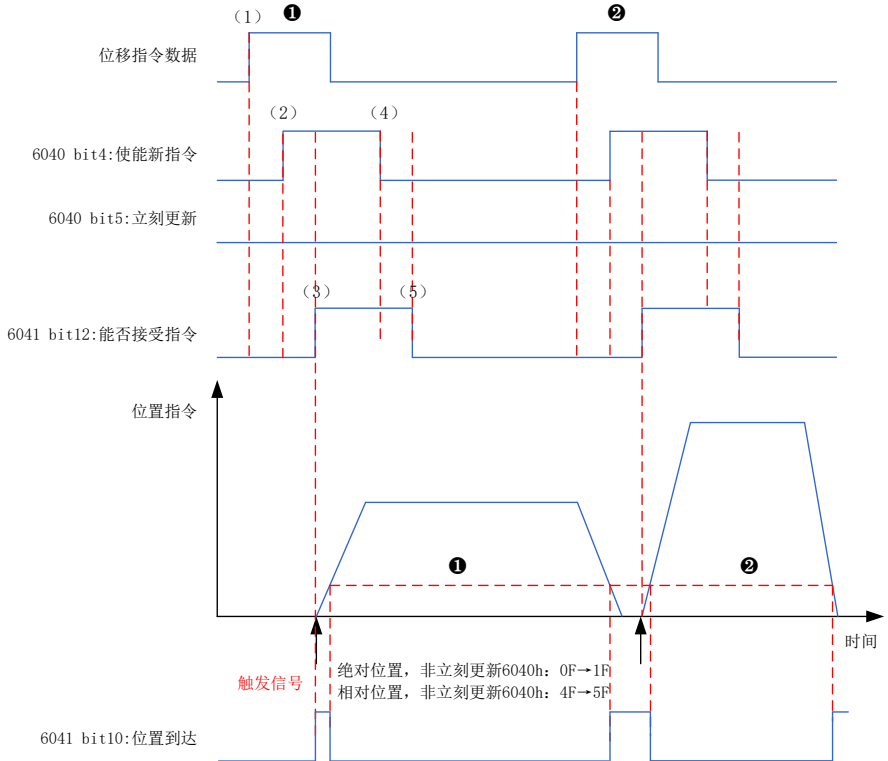 （1）
❶
❷
位移指令数据
（2）
（4）
6040 bit4:使能新指令
6040 bit5:立刻更新
（3）
（5）
6041 bit12:能否接受指令
位置指令
❶
❷
时间
触发信号
绝对位置，非立刻更新6040h：0F→1F
相对位置，非立刻更新6040h：4F→5F
6041 bit10:位置到达